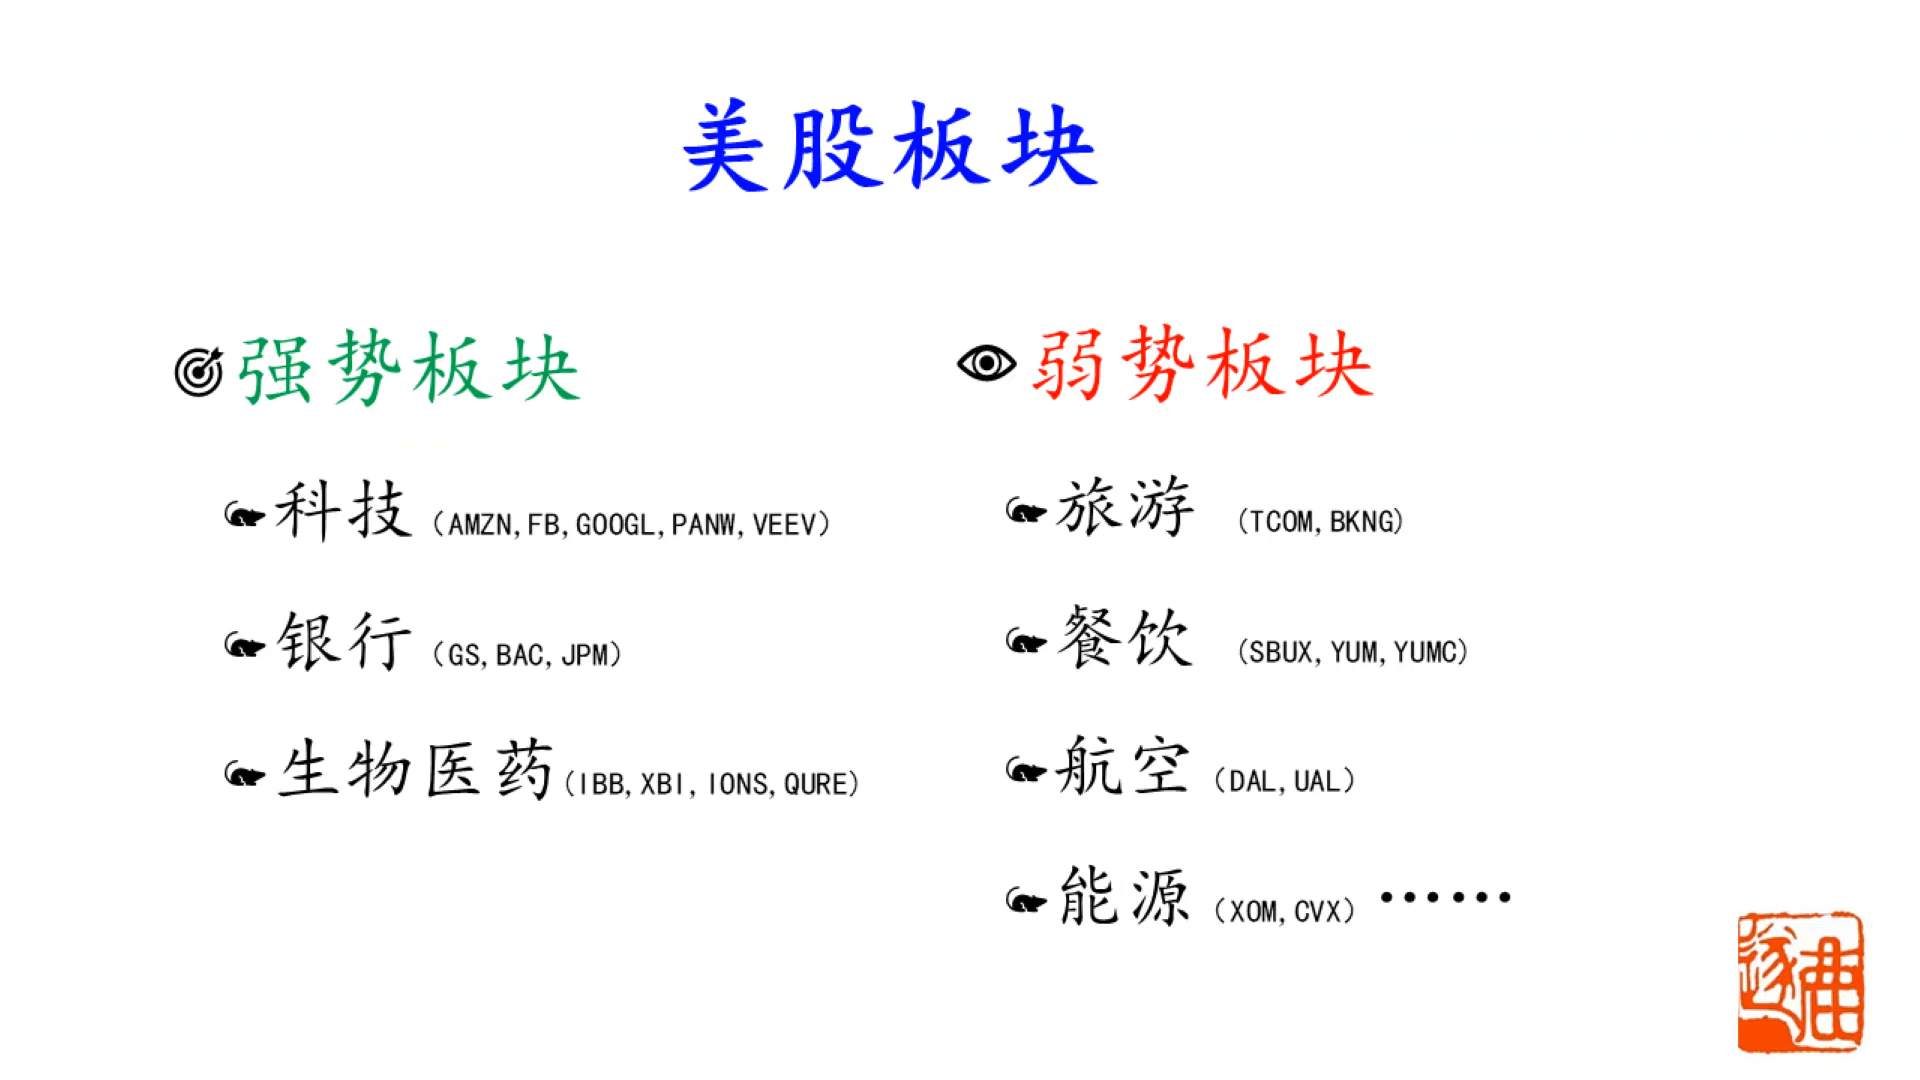 美股板块
强势板块
科技（AMZN,FB,GOOGL,PANW,VEEV）
银行（GS,BAC,JPM）
生物医药(IBB,XBI,IONS,QURE)
弱势板块
旅游 (TCOM,BKNG)
餐饮 (SBUX,YUM,YUMC)
航空（DAL,UAL）
能源（XOM,CVX）……